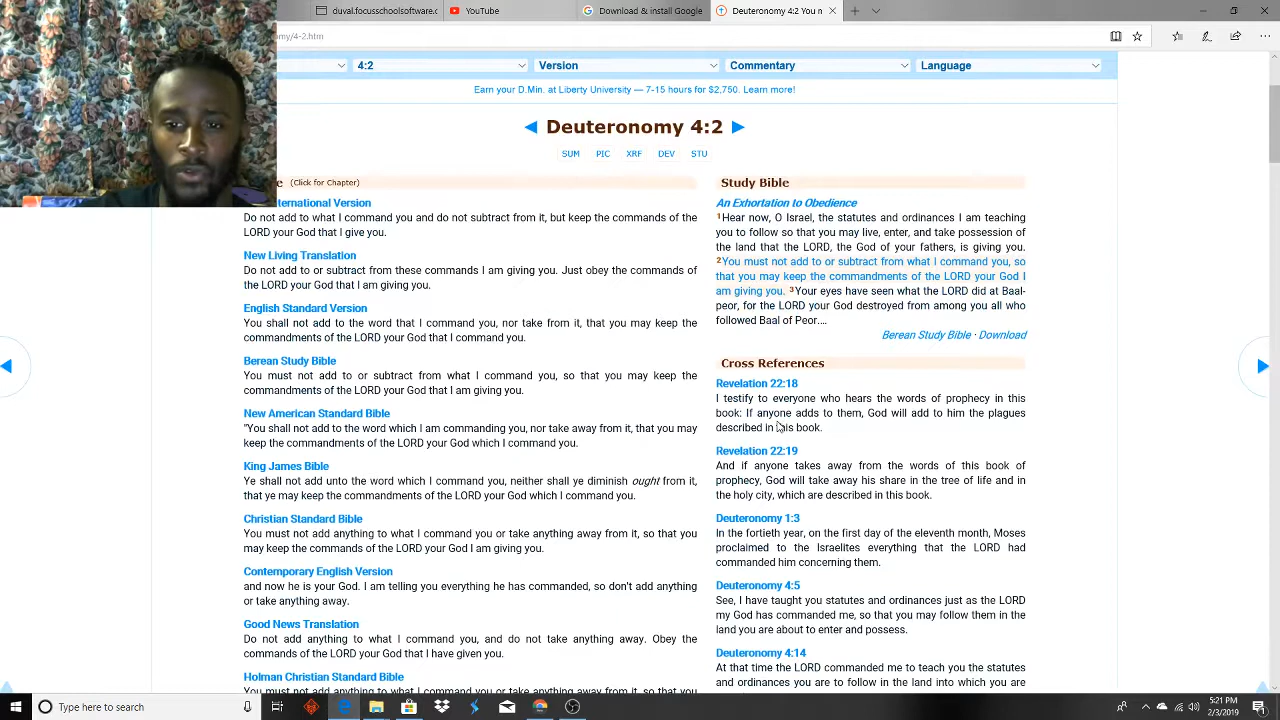 download.schoolsoftware.c
YouTube
Download & extend - Google
Deuteronomy 4:2 You n
omy/4-2.htm
4:2
Version
Commentary
Language
Earn your D.Min. at Liberty University — 7-15 hours for $2,750. Learn more!
◄ Deuteronomy 4:2 ►
SUM PIC XRF DEV STU
e (Click for Chapter)
ternational Version
Do not add to what I command you and do not subtract from it, but keep the commands of the
LORD your God that I give you.
New Living Translation
Do not add to or subtract from these commands I am giving you. Just obey the commands of
the LORD your God that I am giving you.
English Standard Version
You shall not add to the word that I command you, nor take from it, that you may keep the
commandments of the LORD your God that I command you.
Berean Study Bible
You must not add to or subtract from what I command you, so that you may keep the
commandments of the LORD your God that I am giving you.
New American Standard Bible
"You shall not add to the word which I am commanding you, nor take away from it, that you may
keep the commandments of the LORD your God which I command you.
King James Bible
Ye shall not add unto the word which I command you, neither shall ye diminish ought from it,
that ye may keep the commandments of the LORD your God which I command you.
Christian Standard Bible
You must not add anything to what I command you or take anything away from it, so that you
may keep the commands of the LORD your God I am giving you.
Contemporary English Version
and now he is your God. I am telling you everything he has commanded, so don't add anything
or take anything away.
Good News Translation
Do not add anything to what I command you, and do not take anything away. Obey the
commands of the LORD your God that I have given you.
Holman Christian Standard Bible
You must not add anything to what I command you or take anything away from it, so that you
Study Bible
An Exhortation to Obedience
1Hear now, O Israel, the statutes and ordinances I am teaching
you to follow so that you may live, enter, and take possession of
the land that the LORD, the God of your fathers, is giving you.
2You must not add to or subtract from what I command you, so
that you may keep the commandments of the LORD your God I
am giving you. 3Your eyes have seen what the LORD did at Baal-
peor, for the LORD your God destroyed from among you all who
followed Baal of Peor.…
Berean Study Bible · Download
Cross References
Revelation 22:18
I testify to everyone who hears the words of prophecy in this
book: If anyone adds to them, God will add to him the plagues
described in this book.
Revelation 22:19
And if anyone takes away from the words of this book of
prophecy, God will take away his share in the tree of life and in
the holy city, which are described in this book.
Deuteronomy 1:3
In the fortieth year, on the first day of the eleventh month, Moses
proclaimed to the Israelites everything that the LORD had
commanded him concerning them.
Deuteronomy 4:5
See, I have taught you statutes and ordinances just as the LORD
my God has commanded me, so that you may follow them in the
land you are about to enter and possess.
Deuteronomy 4:14
At that time the LORD commanded me to teach you the statutes
and ordinances you are to follow in the land into which you are
Type here to search
5:21 PM
2/3/2019